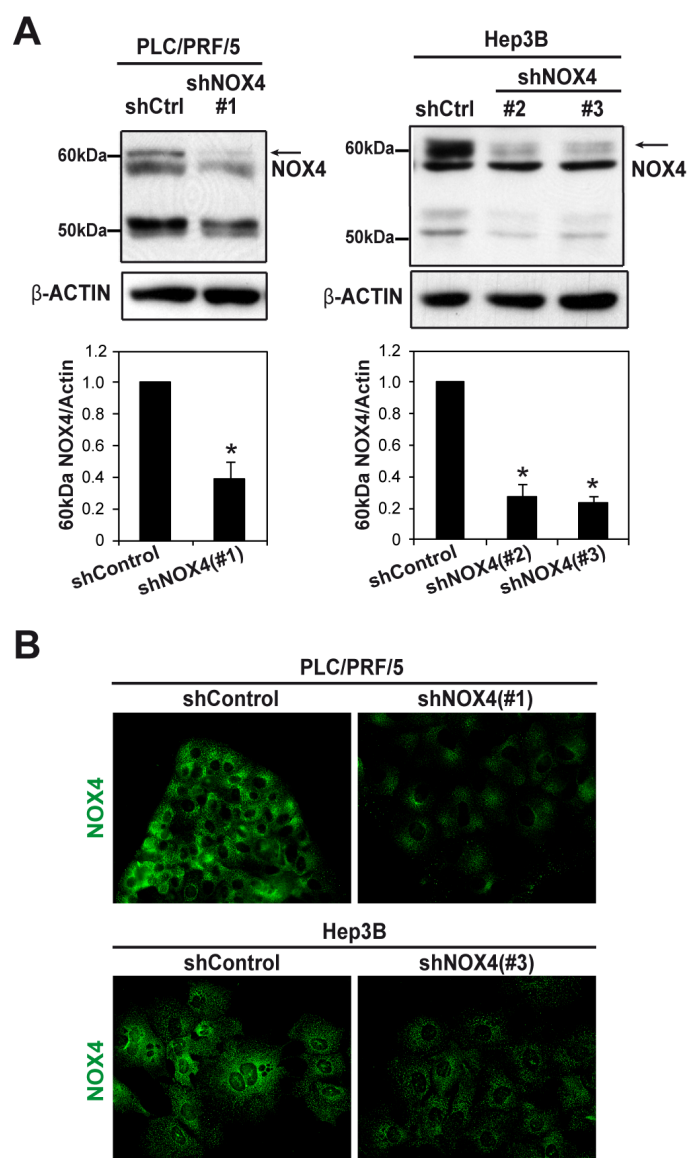 A
PLC/PRF/5
shCtrl
shNOX4
#1
60kDa
NOX4
50kDa
β-ACTIN
Hep3B
shCtrl
shNOX4
#2 #3
60kDa
NOX4
50kDa
β-ACTIN
60kDa NOX4/Actin
1.2
1.0
0.8
0.6
0.4
0.2
0
*
shControl
shNOX4(#1)
60kDa NOX4/Actin
1.2
1.0
0.8
0.6
0.4
0.2
0
*
*
shControl
shNOX4(#2)
shNOX4(#3)
B
PLC/PRF/5
shControl shNOX4(#1)
NOX4
Hep3B
shControl shNOX4(#3)
NOX4